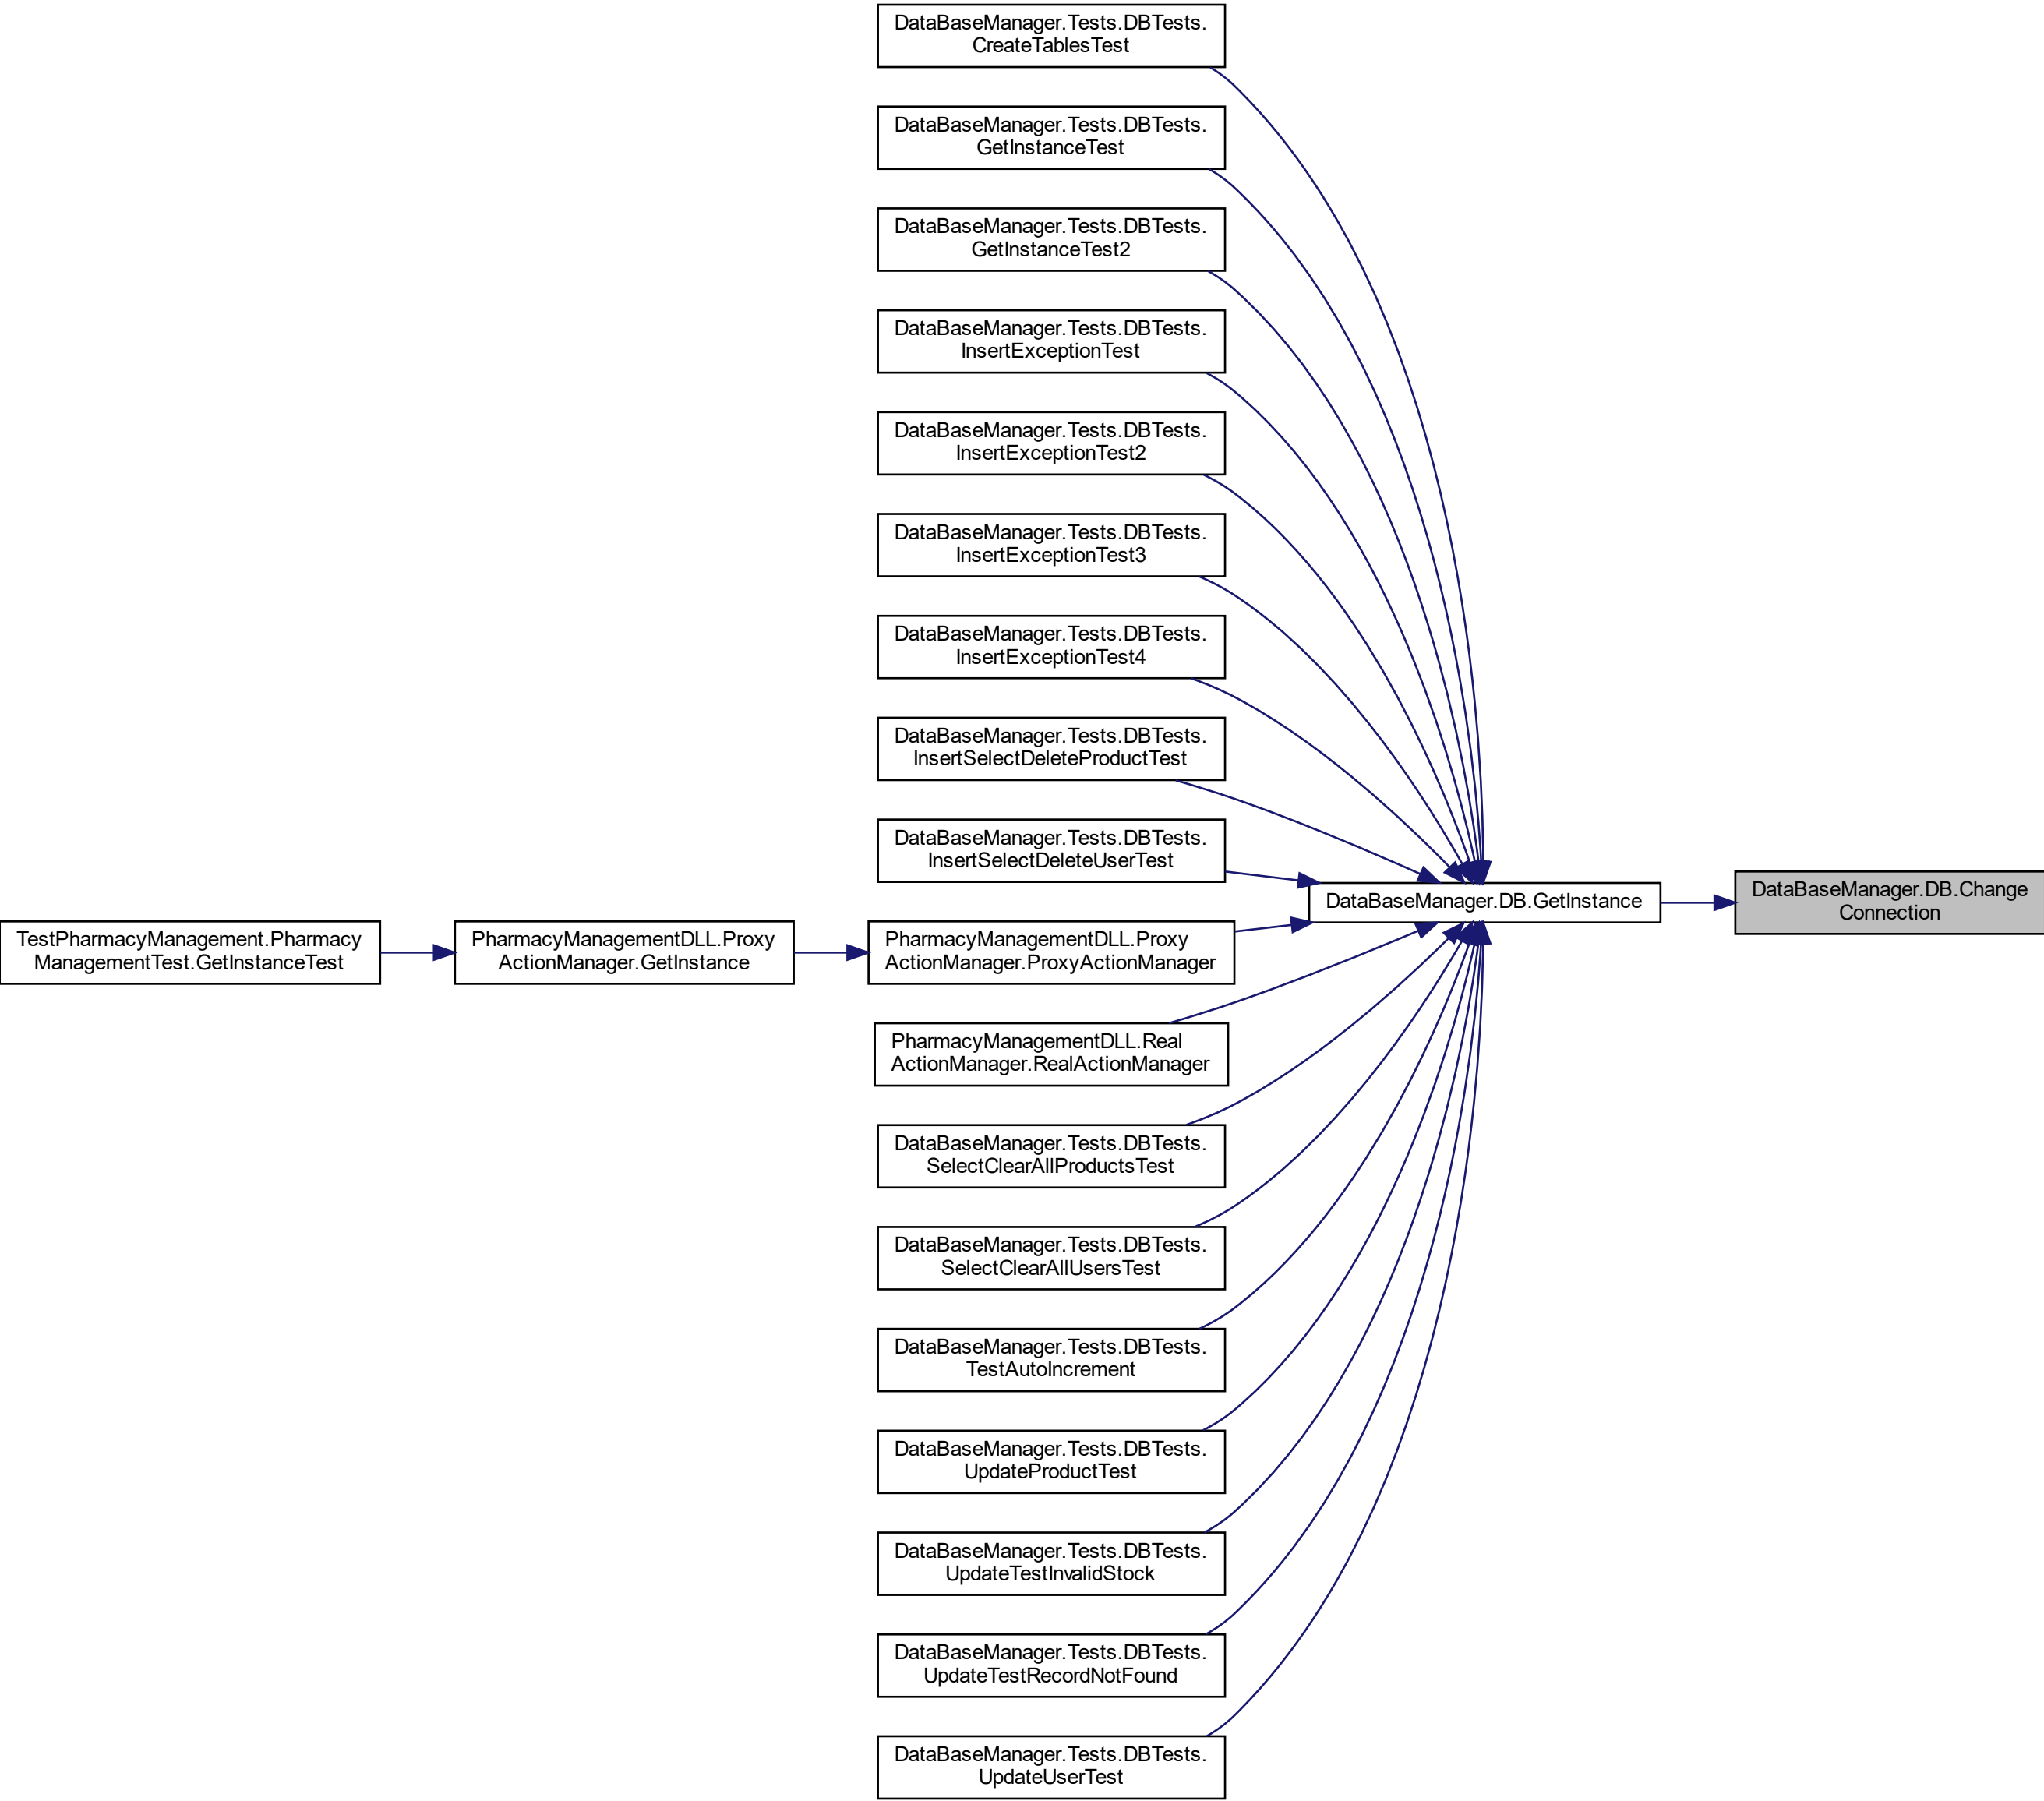 DataBaseManager.Tests.DBTests.
CreateTablesTest
DataBaseManager.Tests.DBTests.
GetInstanceTest
DataBaseManager.Tests.DBTests.
GetInstanceTest2
DataBaseManager.Tests.DBTests.
InsertExceptionTest
DataBaseManager.Tests.DBTests.
InsertExceptionTest2
DataBaseManager.Tests.DBTests.
InsertExceptionTest3
DataBaseManager.Tests.DBTests.
InsertExceptionTest4
DataBaseManager.Tests.DBTests.
InsertSelectDeleteProductTest
DataBaseManager.Tests.DBTests.
InsertSelectDeleteUserTest
DataBaseManager.DB.GetInstance
DataBaseManager.DB.Change
Connection
TestPharmacyManagement.Pharmacy
ManagementTest.GetInstanceTest
PharmacyManagementDLL.Proxy
ActionManager.GetInstance
PharmacyManagementDLL.Proxy
ActionManager.ProxyActionManager
PharmacyManagementDLL.Real
ActionManager.RealActionManager
DataBaseManager.Tests.DBTests.
SelectClearAllProductsTest
DataBaseManager.Tests.DBTests.
SelectClearAllUsersTest
DataBaseManager.Tests.DBTests.
TestAutoIncrement
DataBaseManager.Tests.DBTests.
UpdateProductTest
DataBaseManager.Tests.DBTests.
UpdateTestInvalidStock
DataBaseManager.Tests.DBTests.
UpdateTestRecordNotFound
DataBaseManager.Tests.DBTests.
UpdateUserTest